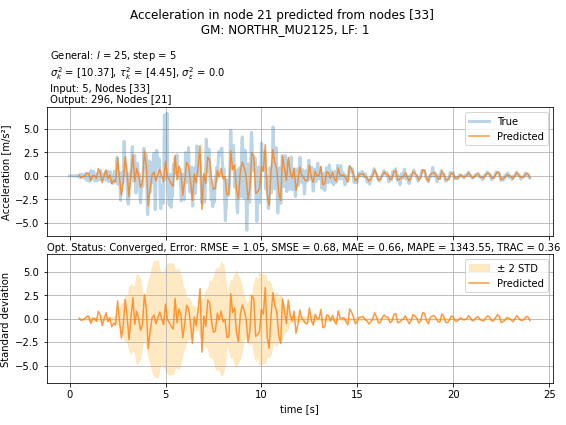 Acceleration in node 21 predicted from nodes [33]
GM: NORTHR_MU2125, LF: 1
General: l = 25, step = 5
σ²ₖ = [10.37], τ²ₖ = [4.45], σ²ε = 0.0
Input: 5, Nodes [33]
Output: 296, Nodes [21]
Acceleration [m/s²]
5.0
2.5
0.0
−2.5
−5.0
True
Predicted
Opt. Status: Converged, Error: RMSE = 1.05, SMSE = 0.68, MAE = 0.66, MAPE = 1343.55, TRAC = 0.36
Standard deviation
5.0
2.5
0.0
−2.5
−5.0
± 2 STD
Predicted
0 5 10 15 20 25
time [s]